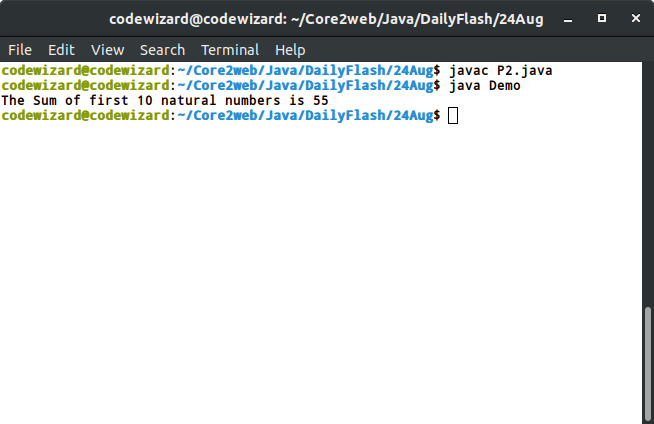 codewizard@codewizard: ~/Core2web/Java/DailyFlash/24Aug
File Edit View Search Terminal Help
codewizard@codewizard:~/Core2web/Java/DailyFlash/24Aug$ javac P2.java
codewizard@codewizard:~/Core2web/Java/DailyFlash/24Aug$ java Demo
The Sum of first 10 natural numbers is 55
codewizard@codewizard:~/Core2web/Java/DailyFlash/24Aug$